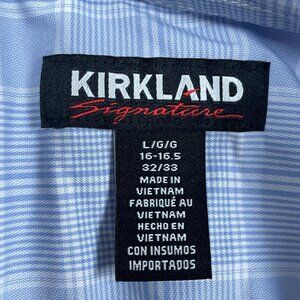 KIRKLAND
Signature
L/G/G
16-16.5
32/33
MADE IN
VIETNAM
FABRIQUÉ AU
VIETNAM
HECHO EN
VIETNAM
CON INSUMOS
IMPORTADOS